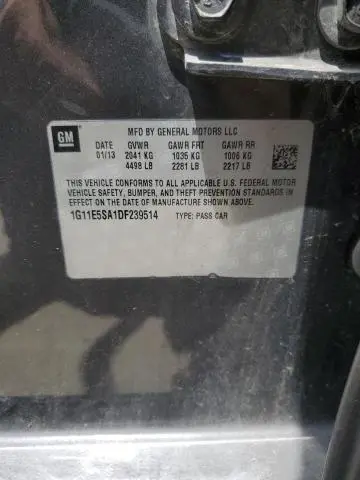 GM
MFD BY GENERAL MOTORS LLC
DATE GVWR GAWR FRT GAWR RR
01/13 2041 KG 1035 KG 1006 KG
4498 LB 2281 LB 2217 LB
THIS VEHICLE CONFORMS TO ALL APPLICABLE U.S. FEDERAL MOTOR
VEHICLE SAFETY, BUMPER, AND THEFT PREVENTION STANDARDS
IN EFFECT ON THE DATE OF MANUFACTURE SHOWN ABOVE.
1G11E5SA1DF239514 TYPE: PASS CAR